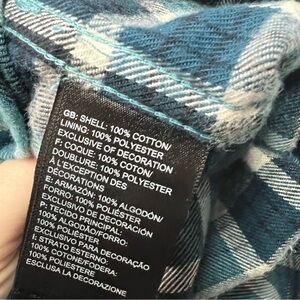 GB: SHELL: 100% COTTON/
LINING: 100% POLYESTER
EXCLUSIVE OF DECORATION
F: COQUE: 100% COTON/
DOUBLURE: 100% POLYESTER
À L'EXCEPTION DES
DÉCORATIONS
E: ARMAZÓN: 100% ALGODÓN/
FORRO: 100% POLIÉSTER
EXCLUSIVO DE DECORACIÓN
P: TECIDO PRINCIPAL:
100% ALGODÃO/FORRO:
100% POLIÉSTER
EXCLUSIVO PARA DECORAÇÃO
I: STRATO ESTERNO:
100% COTONE/FODERA:
100% POLIESTERE
ESCLUSA LA DECORAZIONE